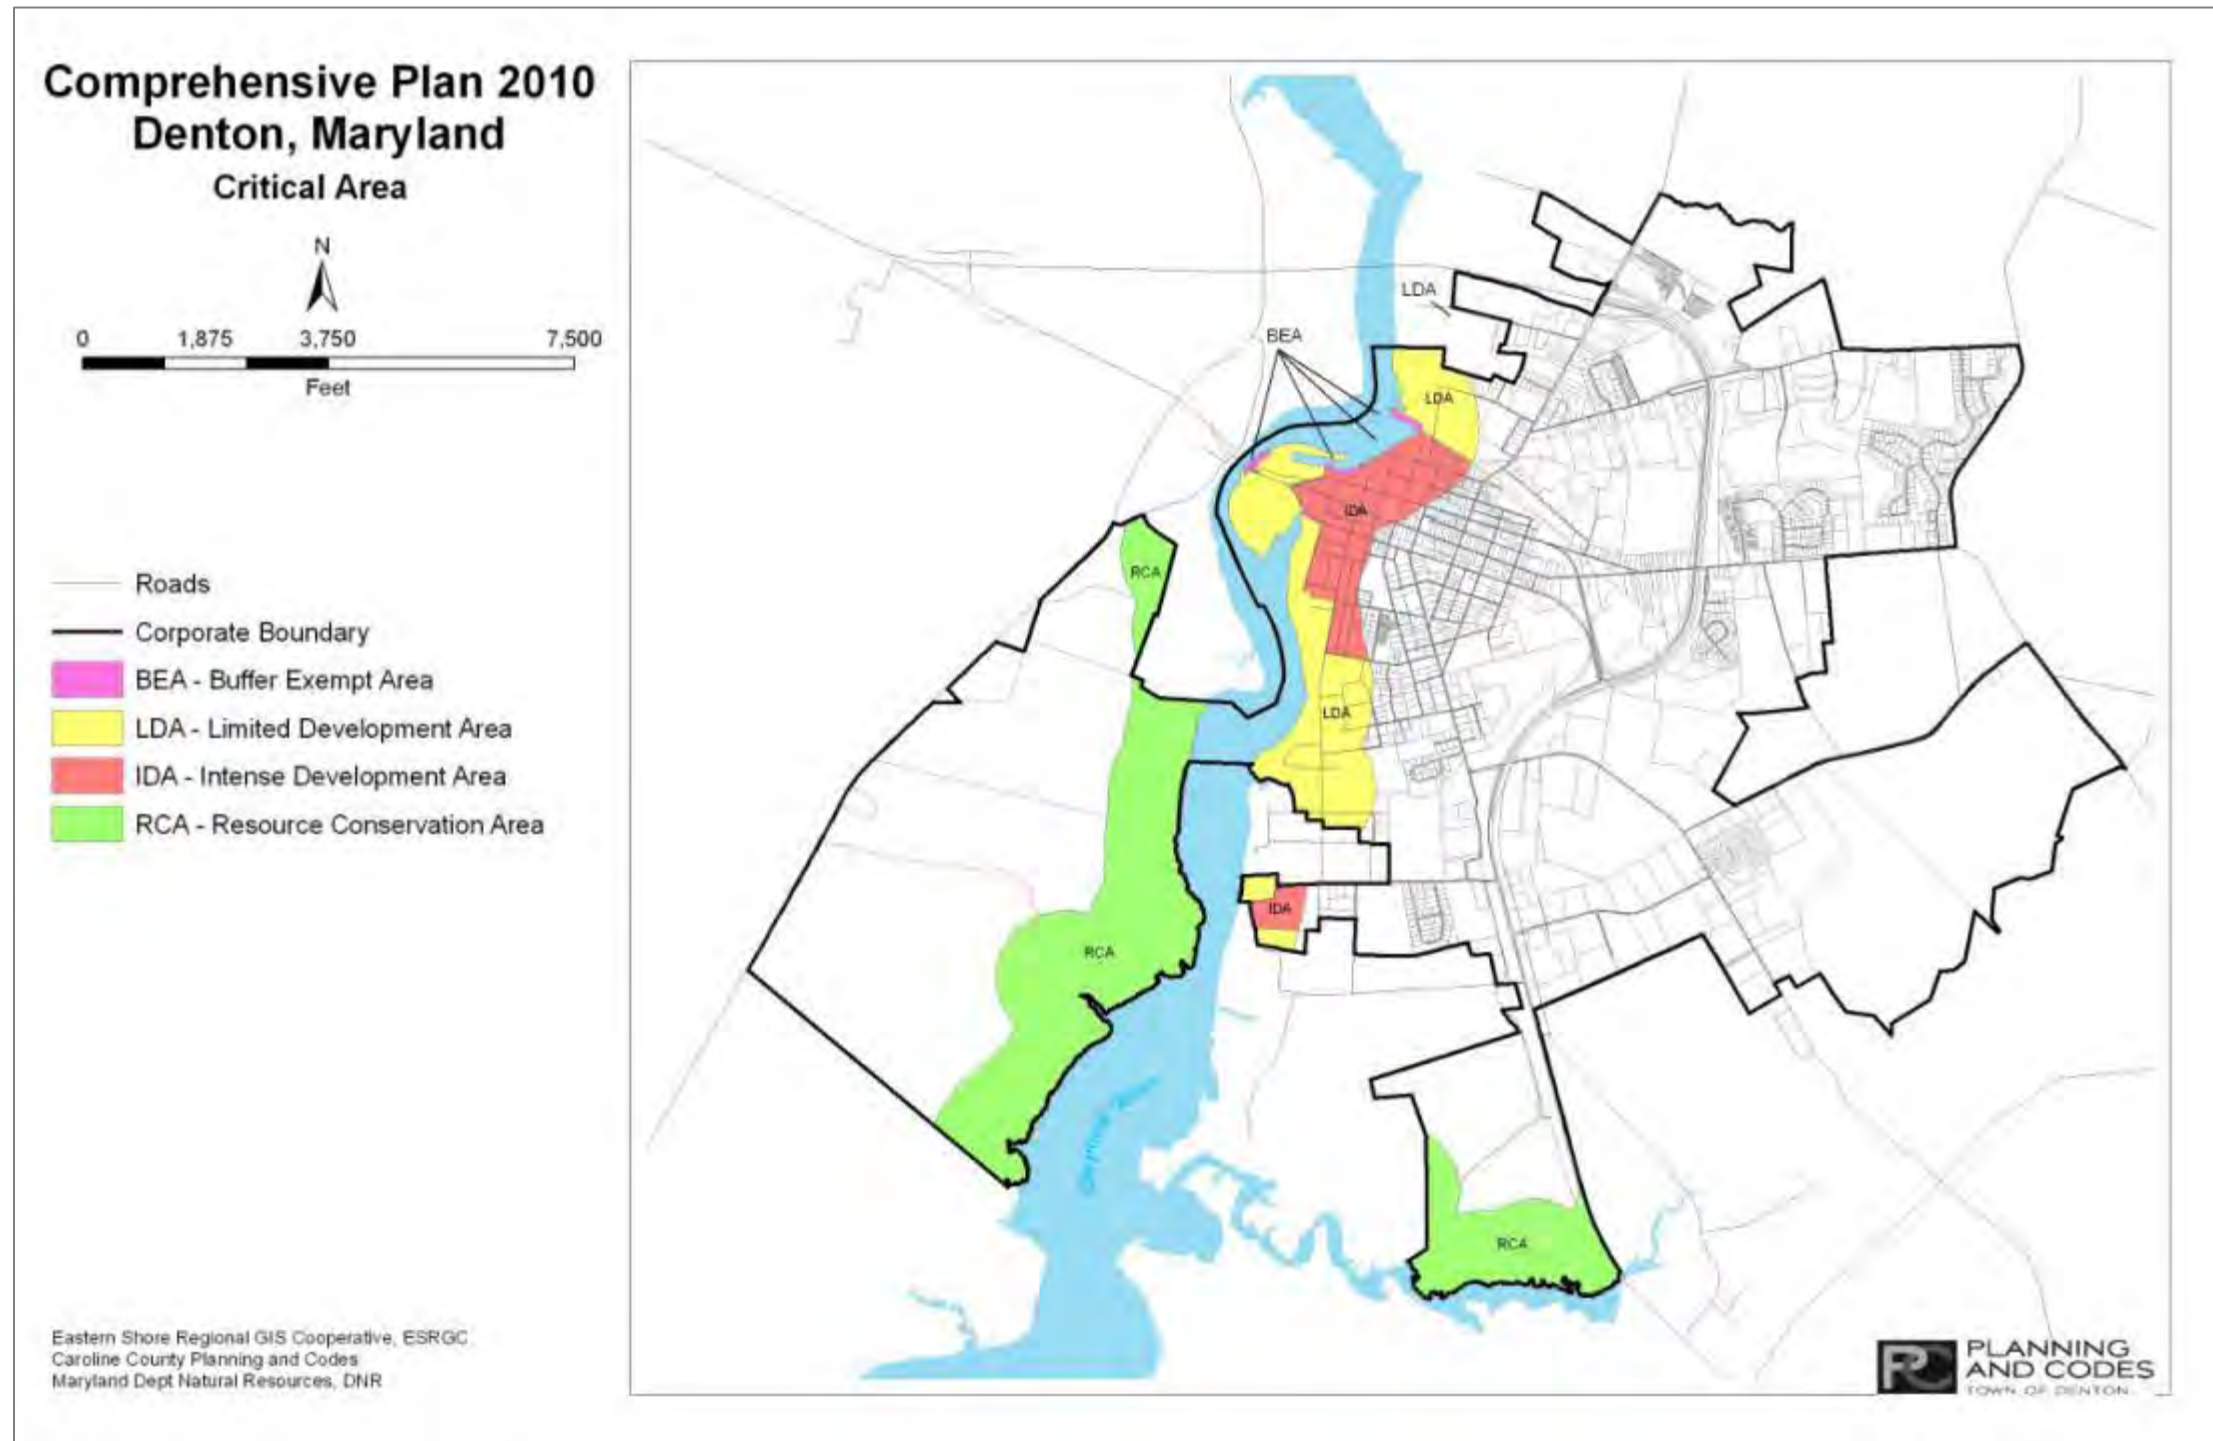 Comprehensive Plan 2010
Denton, Maryland
Critical Area
N
0 1,875 3,750 7,500
Feet
Roads
Corporate Boundary
BEA - Buffer Exempt Area
LDA - Limited Development Area
IDA - Intense Development Area
RCA - Resource Conservation Area
Eastern Shore Regional GIS Cooperative, ESRGC
Caroline County Planning and Codes
Maryland Dept Natural Resources, DNR
LDA
BEA
LDA
IDA
RCA
LDA
IDA
RCA
RCA
PLANNING
AND CODES
TOWN OF DENTON